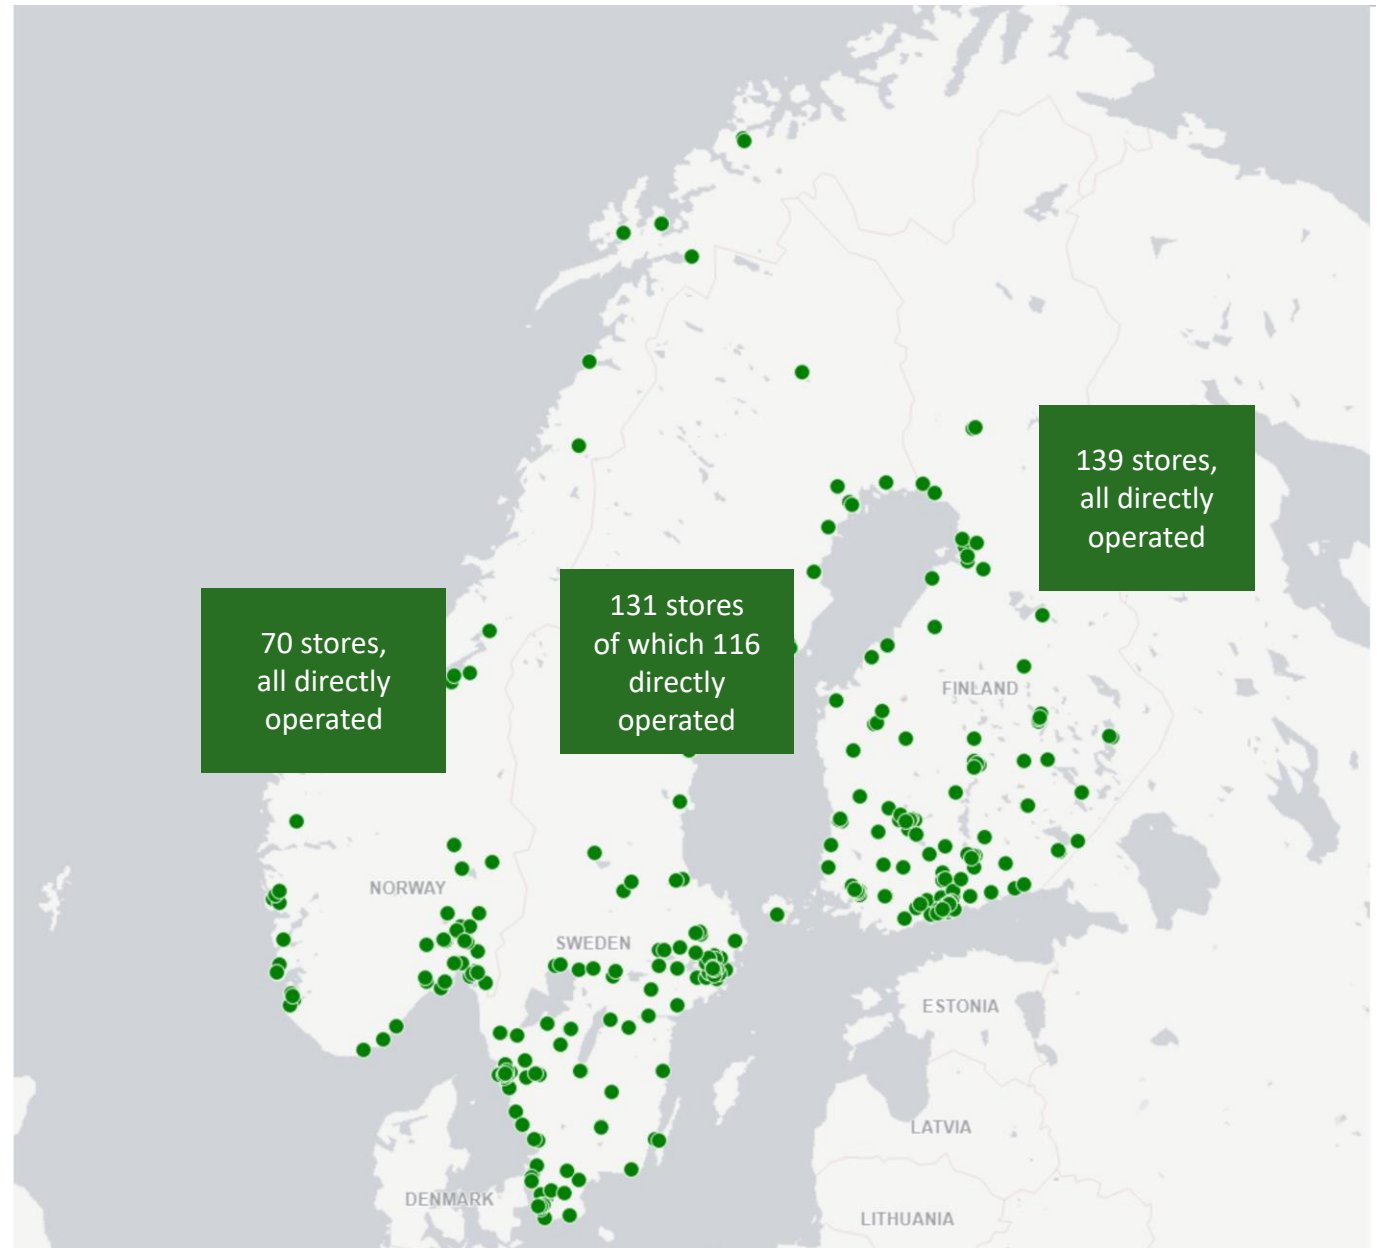 139 stores,
all directly
operated
131 stores
of which 116
directly
operated
70 stores,
all directly
operated
FINLAND
NORWAY
SWEDEN
ESTONIA
LATVIA
DENMARK
LITHUANIA